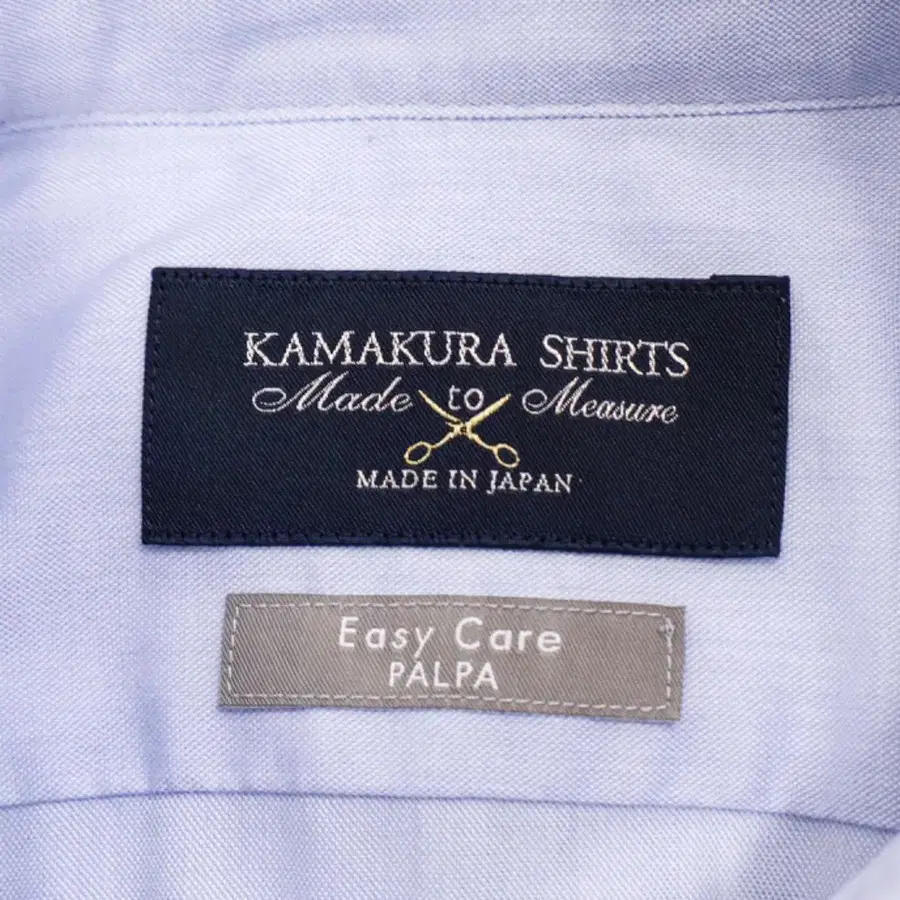 KAMAKURA SHIRTS
Made to Measure
MADE IN JAPAN
Easy Care
PALPA